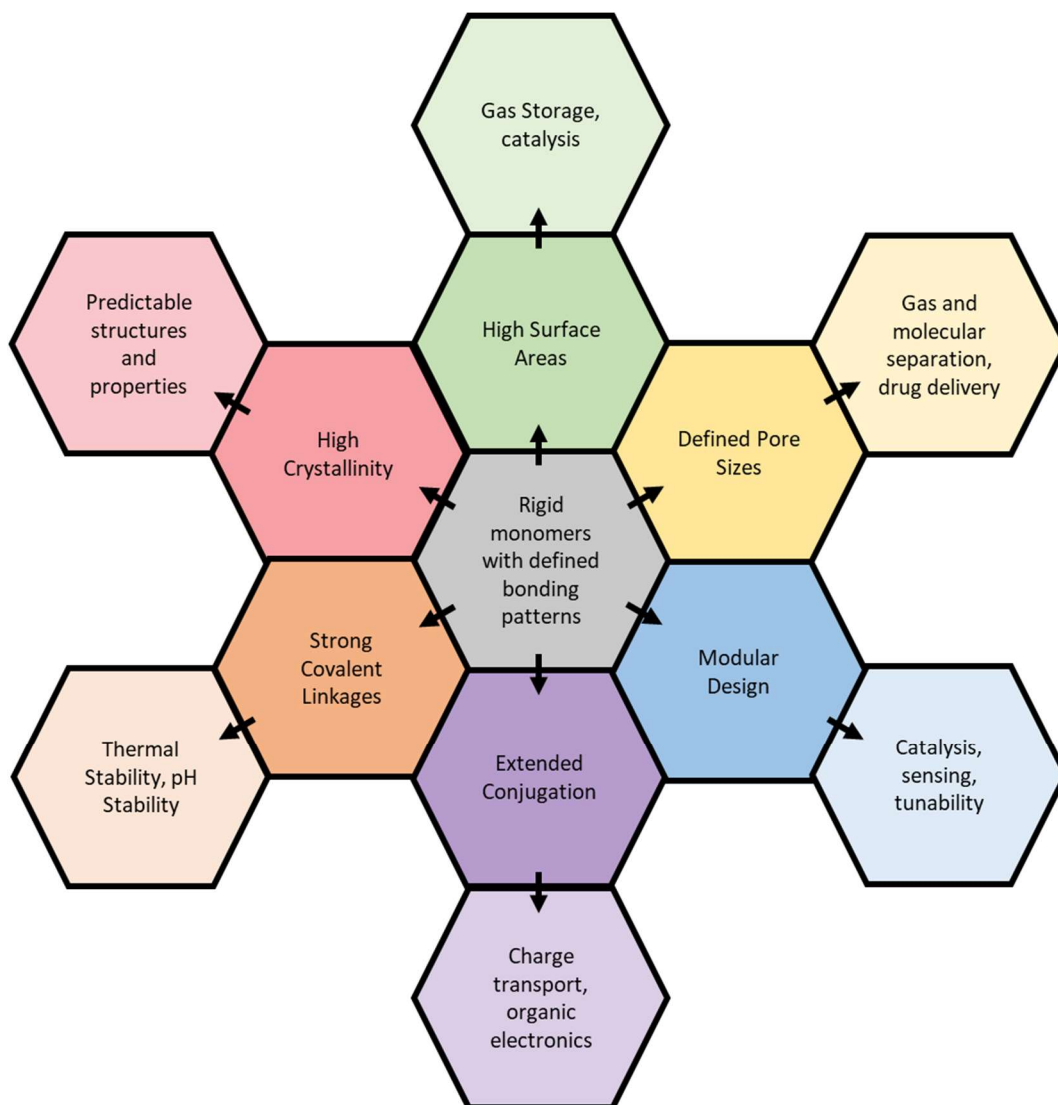 Gas Storage,
catalysis
Predictable
structures
and
properties
High Surface
Areas
Gas and
molecular
separation,
drug delivery
High
Crystallinity
Defined Pore
Sizes
Rigid
monomers
with defined
bonding
patterns
Strong
Covalent
Linkages
Modular
Design
Thermal
Stability, pH
Stability
Extended
Conjugation
Catalysis,
sensing,
tunability
Charge
transport,
organic
electronics